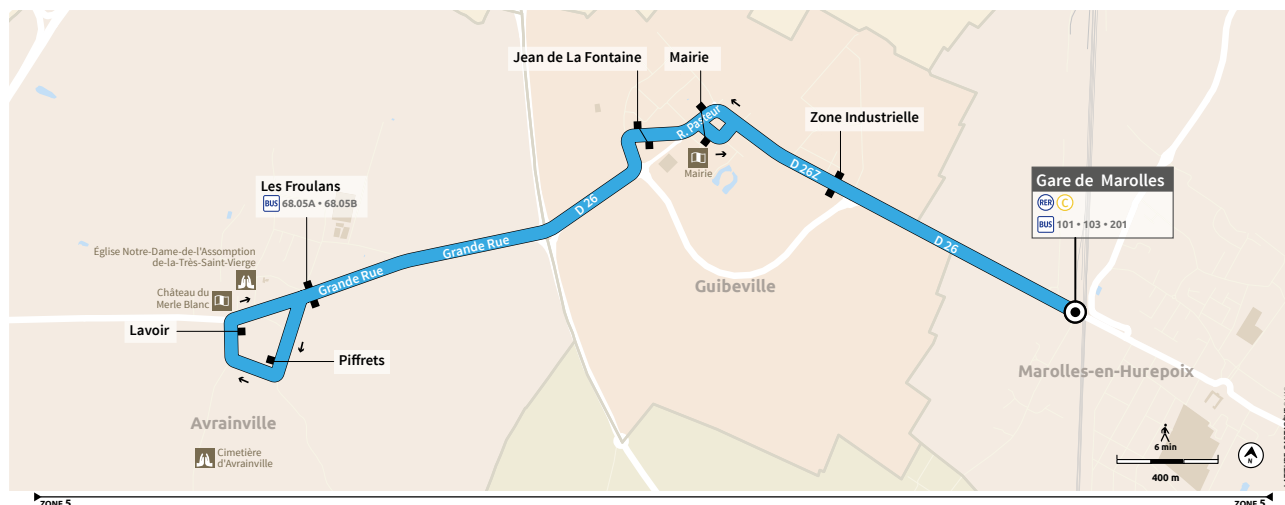 Jean de La Fontaine
Mairie
R. Pasteur
Zone Industrielle
Mairie
D 26Z
Gare de Marolles
RER C
BUS 101 • 103 • 201
Les Froulans
BUS 68.05A • 68.05B
D 26
D 26
Grande Rue
Grande Rue
Église Notre-Dame-de-l'Assomption
de-la-Très-Saint-Vierge
Château du
Merle Blanc
Guibeville
Lavoir
Piffrets
Marolles-en-Hurepoix
Avrainville
Cimetière
d'Avrainville
6 min
400 m
N
ZONE 5
ZONE 5